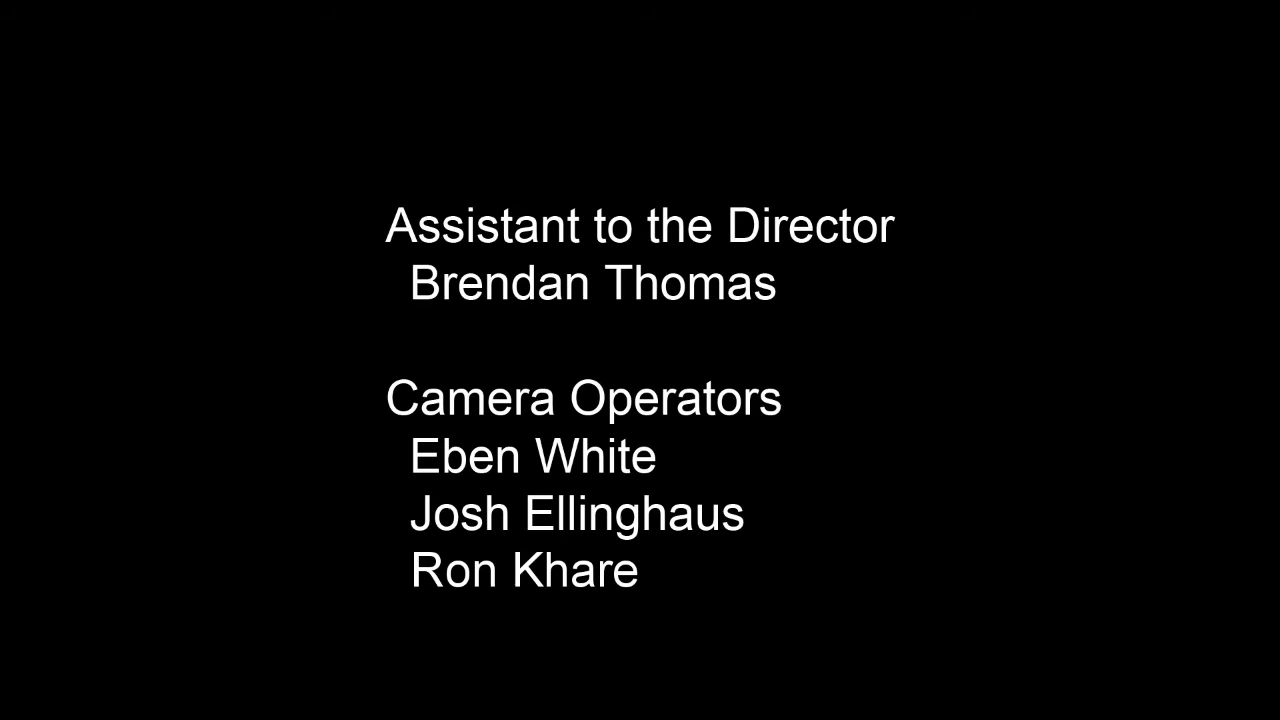 Assistant to the Director
Brendan Thomas
Camera Operators
Eben White
Josh Ellinghaus
Ron Khare